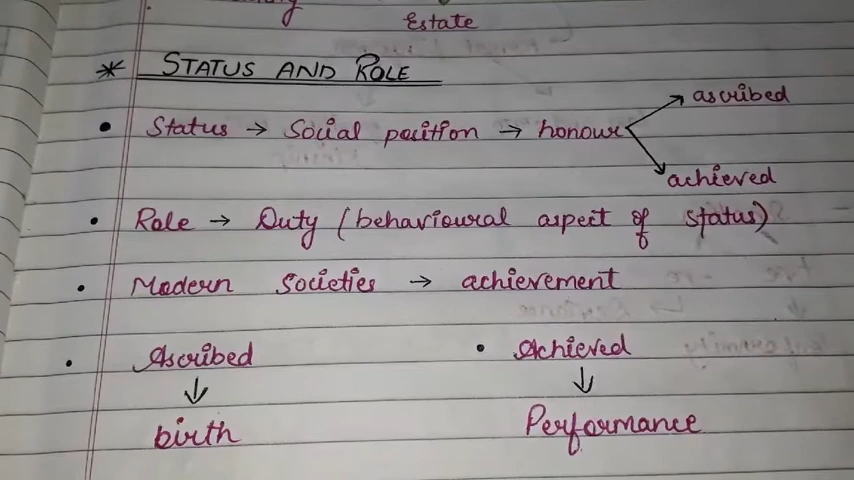 Estate
* STATUS AND ROLE
ascribed
• Status → Social position → honour
achieved
• Role → Duty (behavioural aspect of status)
• Modern Societies → achievement
• Ascribed • Achieved
↓ ↓
birth Performance